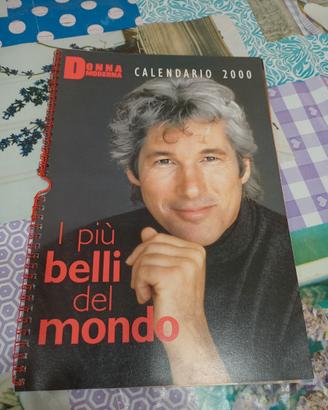 DONNA
MODERNA
CALENDARIO 2000
I più
belli
del
mondo